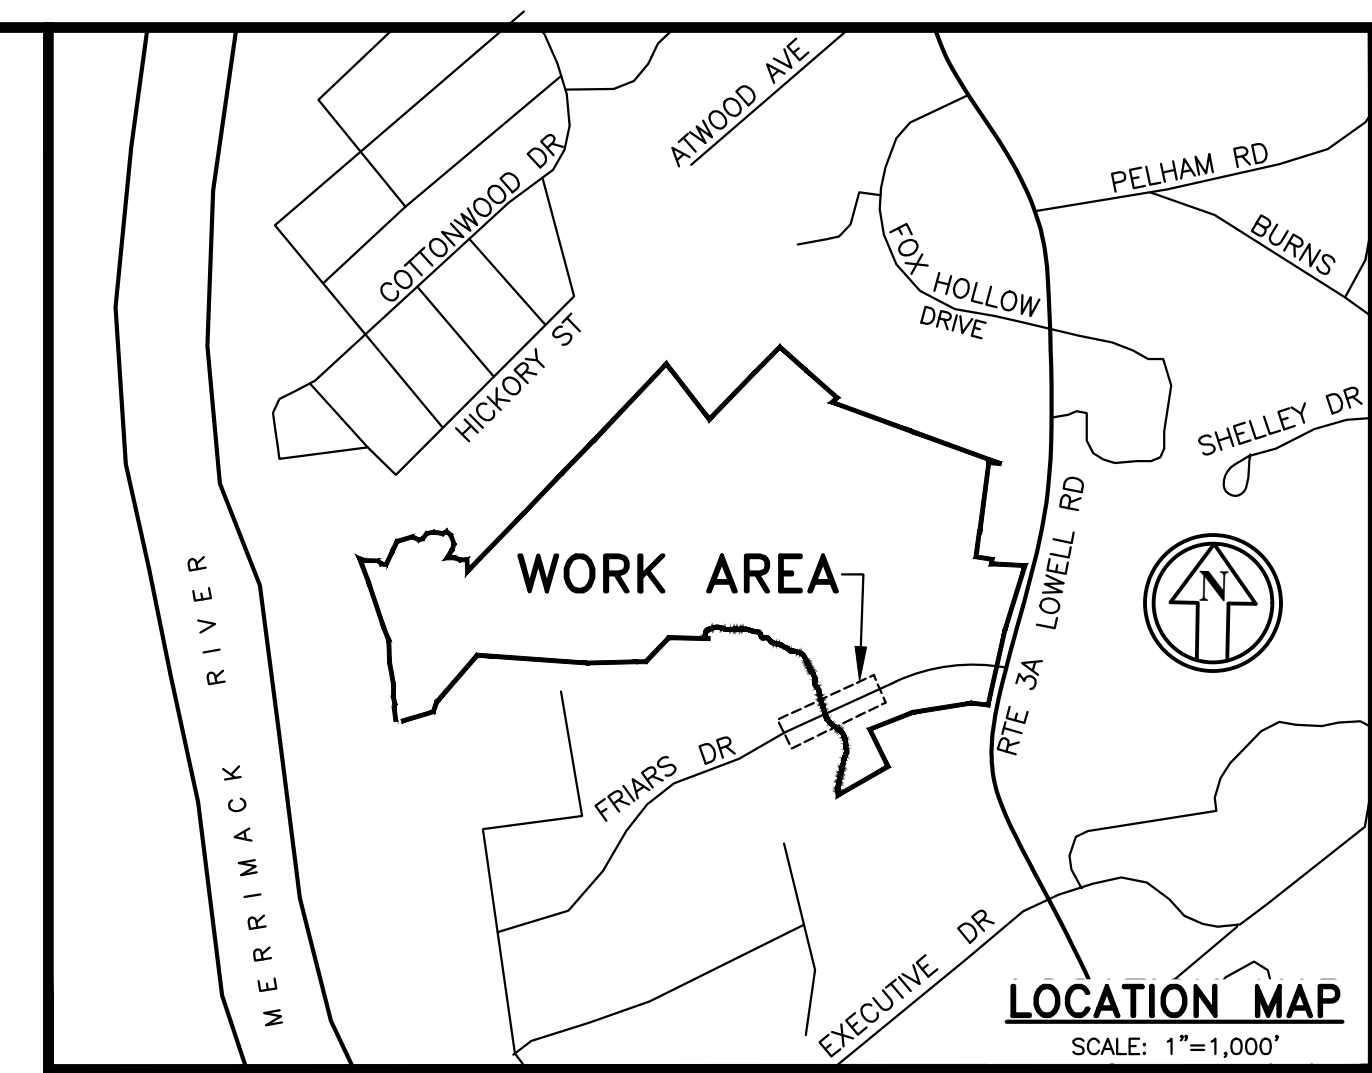 ATWOOD AVE
PELHAM RD
COTTONWOOD DR
BURNS
FOX HOLLOW
DRIVE
HICKORY ST
SHELLEY DR
WORK AREA
RTE 3A LOWELL RD
N
MERRIMACK RIVER
FRIARS DR
EXECUTIVE DR
LOCATION MAP
SCALE: 1"=1,000'